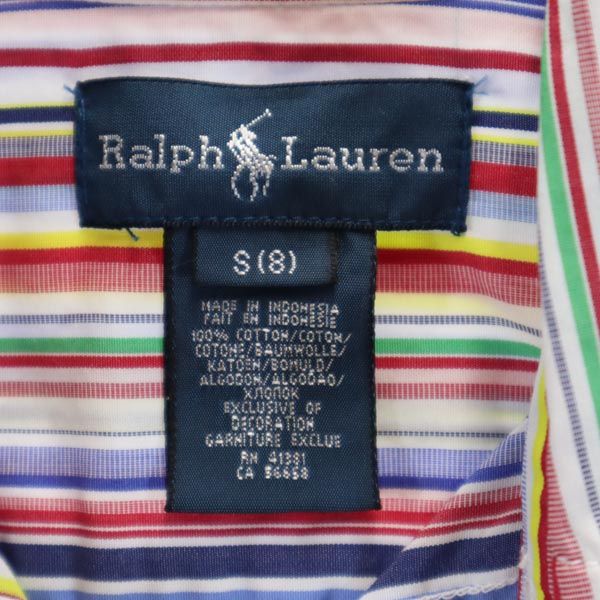 Ralph Lauren
S (8)
MADE IN INDONESIA
FAIT EN INDONESIE
100% COTTON/COTON/
COTONE/BAUMWOLLE/
KATOEN/BOMULD/
ALGODON/ALGODAO/
ХЛОПОК
EXCLUSIVE OF
DECORATION
GARNITURE EXCLUE
RN 41381
CA 56658